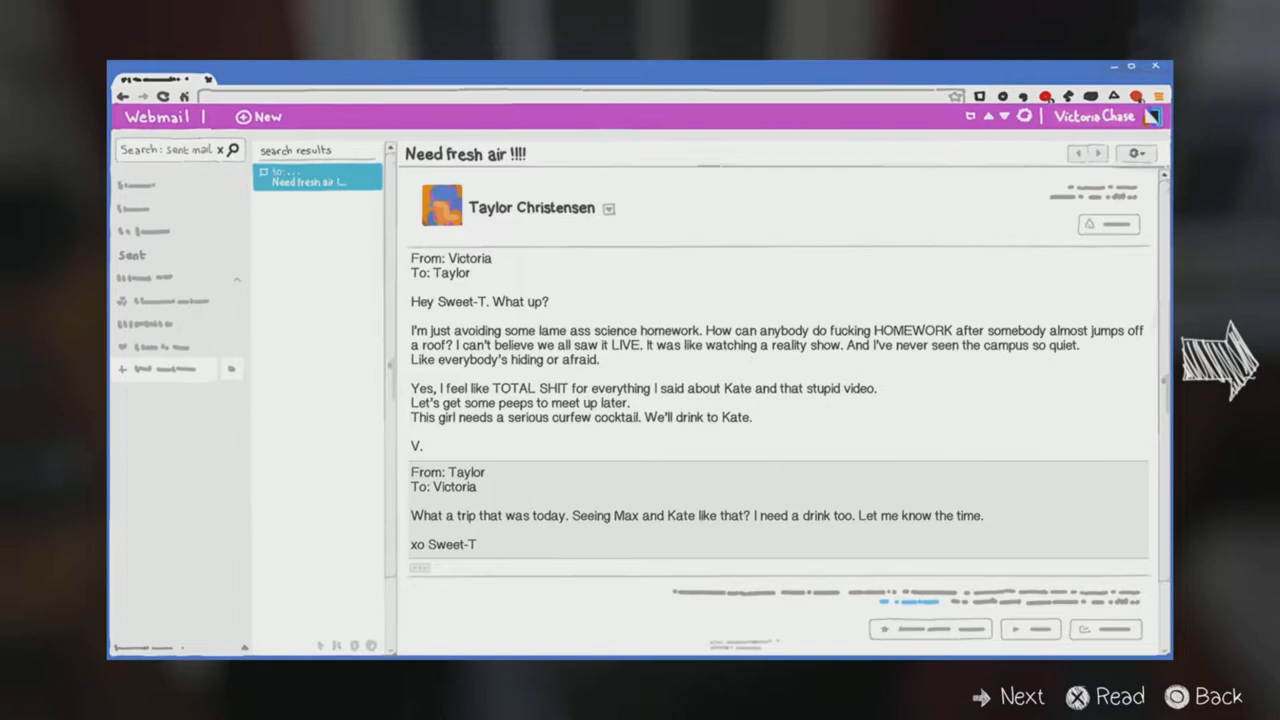 Webmail |
New
Victoria Chase
Search: sent mail x
search results
Need fresh air !!!!
to:...
Need fresh air !...
Taylor Christensen
Sent
From: Victoria
To: Taylor
Hey Sweet-T. What up?
I'm just avoiding some lame ass science homework. How can anybody do fucking HOMEWORK after somebody almost jumps off
a roof? I can't believe we all saw it LIVE. It was like watching a reality show. And I've never seen the campus so quiet.
Like everybody's hiding or afraid.
Yes, I feel like TOTAL SHIT for everything I said about Kate and that stupid video.
Let's get some peeps to meet up later.
This girl needs a serious curfew cocktail. We'll drink to Kate.
V.
From: Taylor
To: Victoria
What a trip that was today. Seeing Max and Kate like that? I need a drink too. Let me know the time.
xo Sweet-T
Next
Read
Back